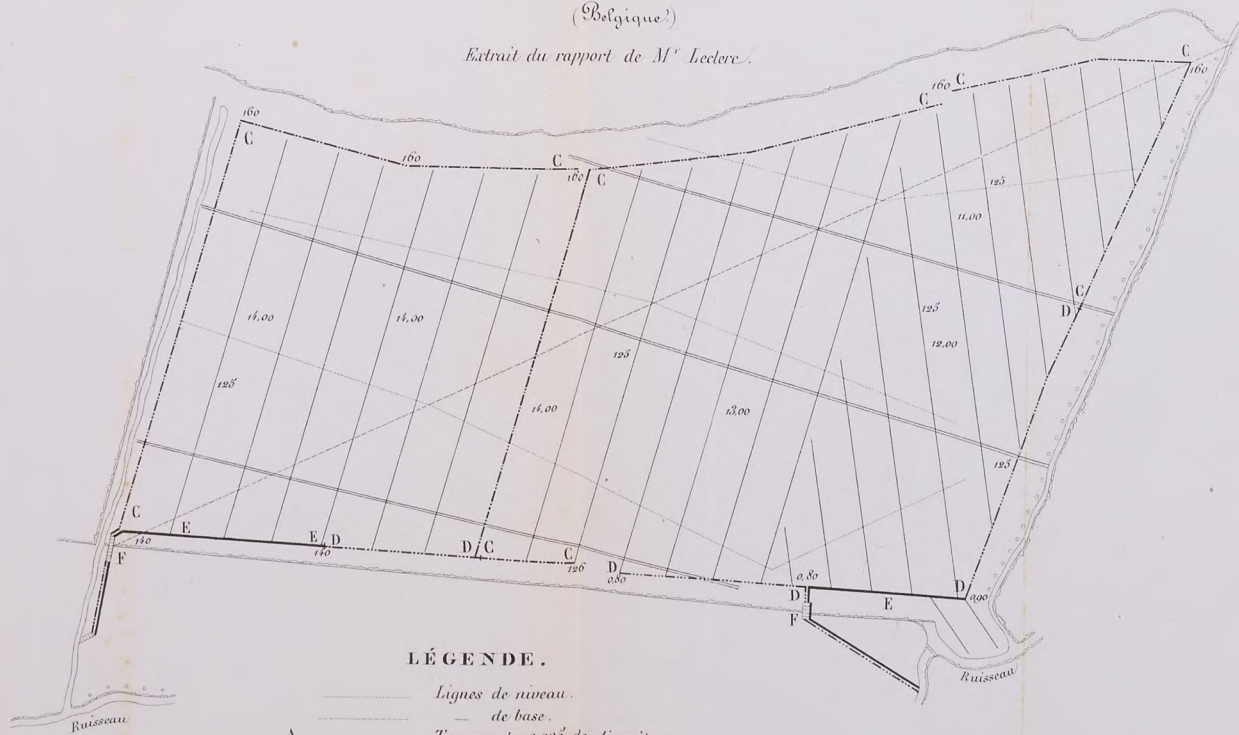 (Belgique.)
Extrait du rapport de Mr Leclerc.
C
160
160 C
C
160
C
160
C
160 C
C
125
11,00
C
D
125
12,00
14,00
14,00
125
125
14,00
13,00
125
C
E
140
E D
140
D C
C
126
D
0,80
0,80
D
E
D
0,90
F
F
LÉGENDE.
Lignes de niveau.
— de base.
Ruisseau
Ruisseau